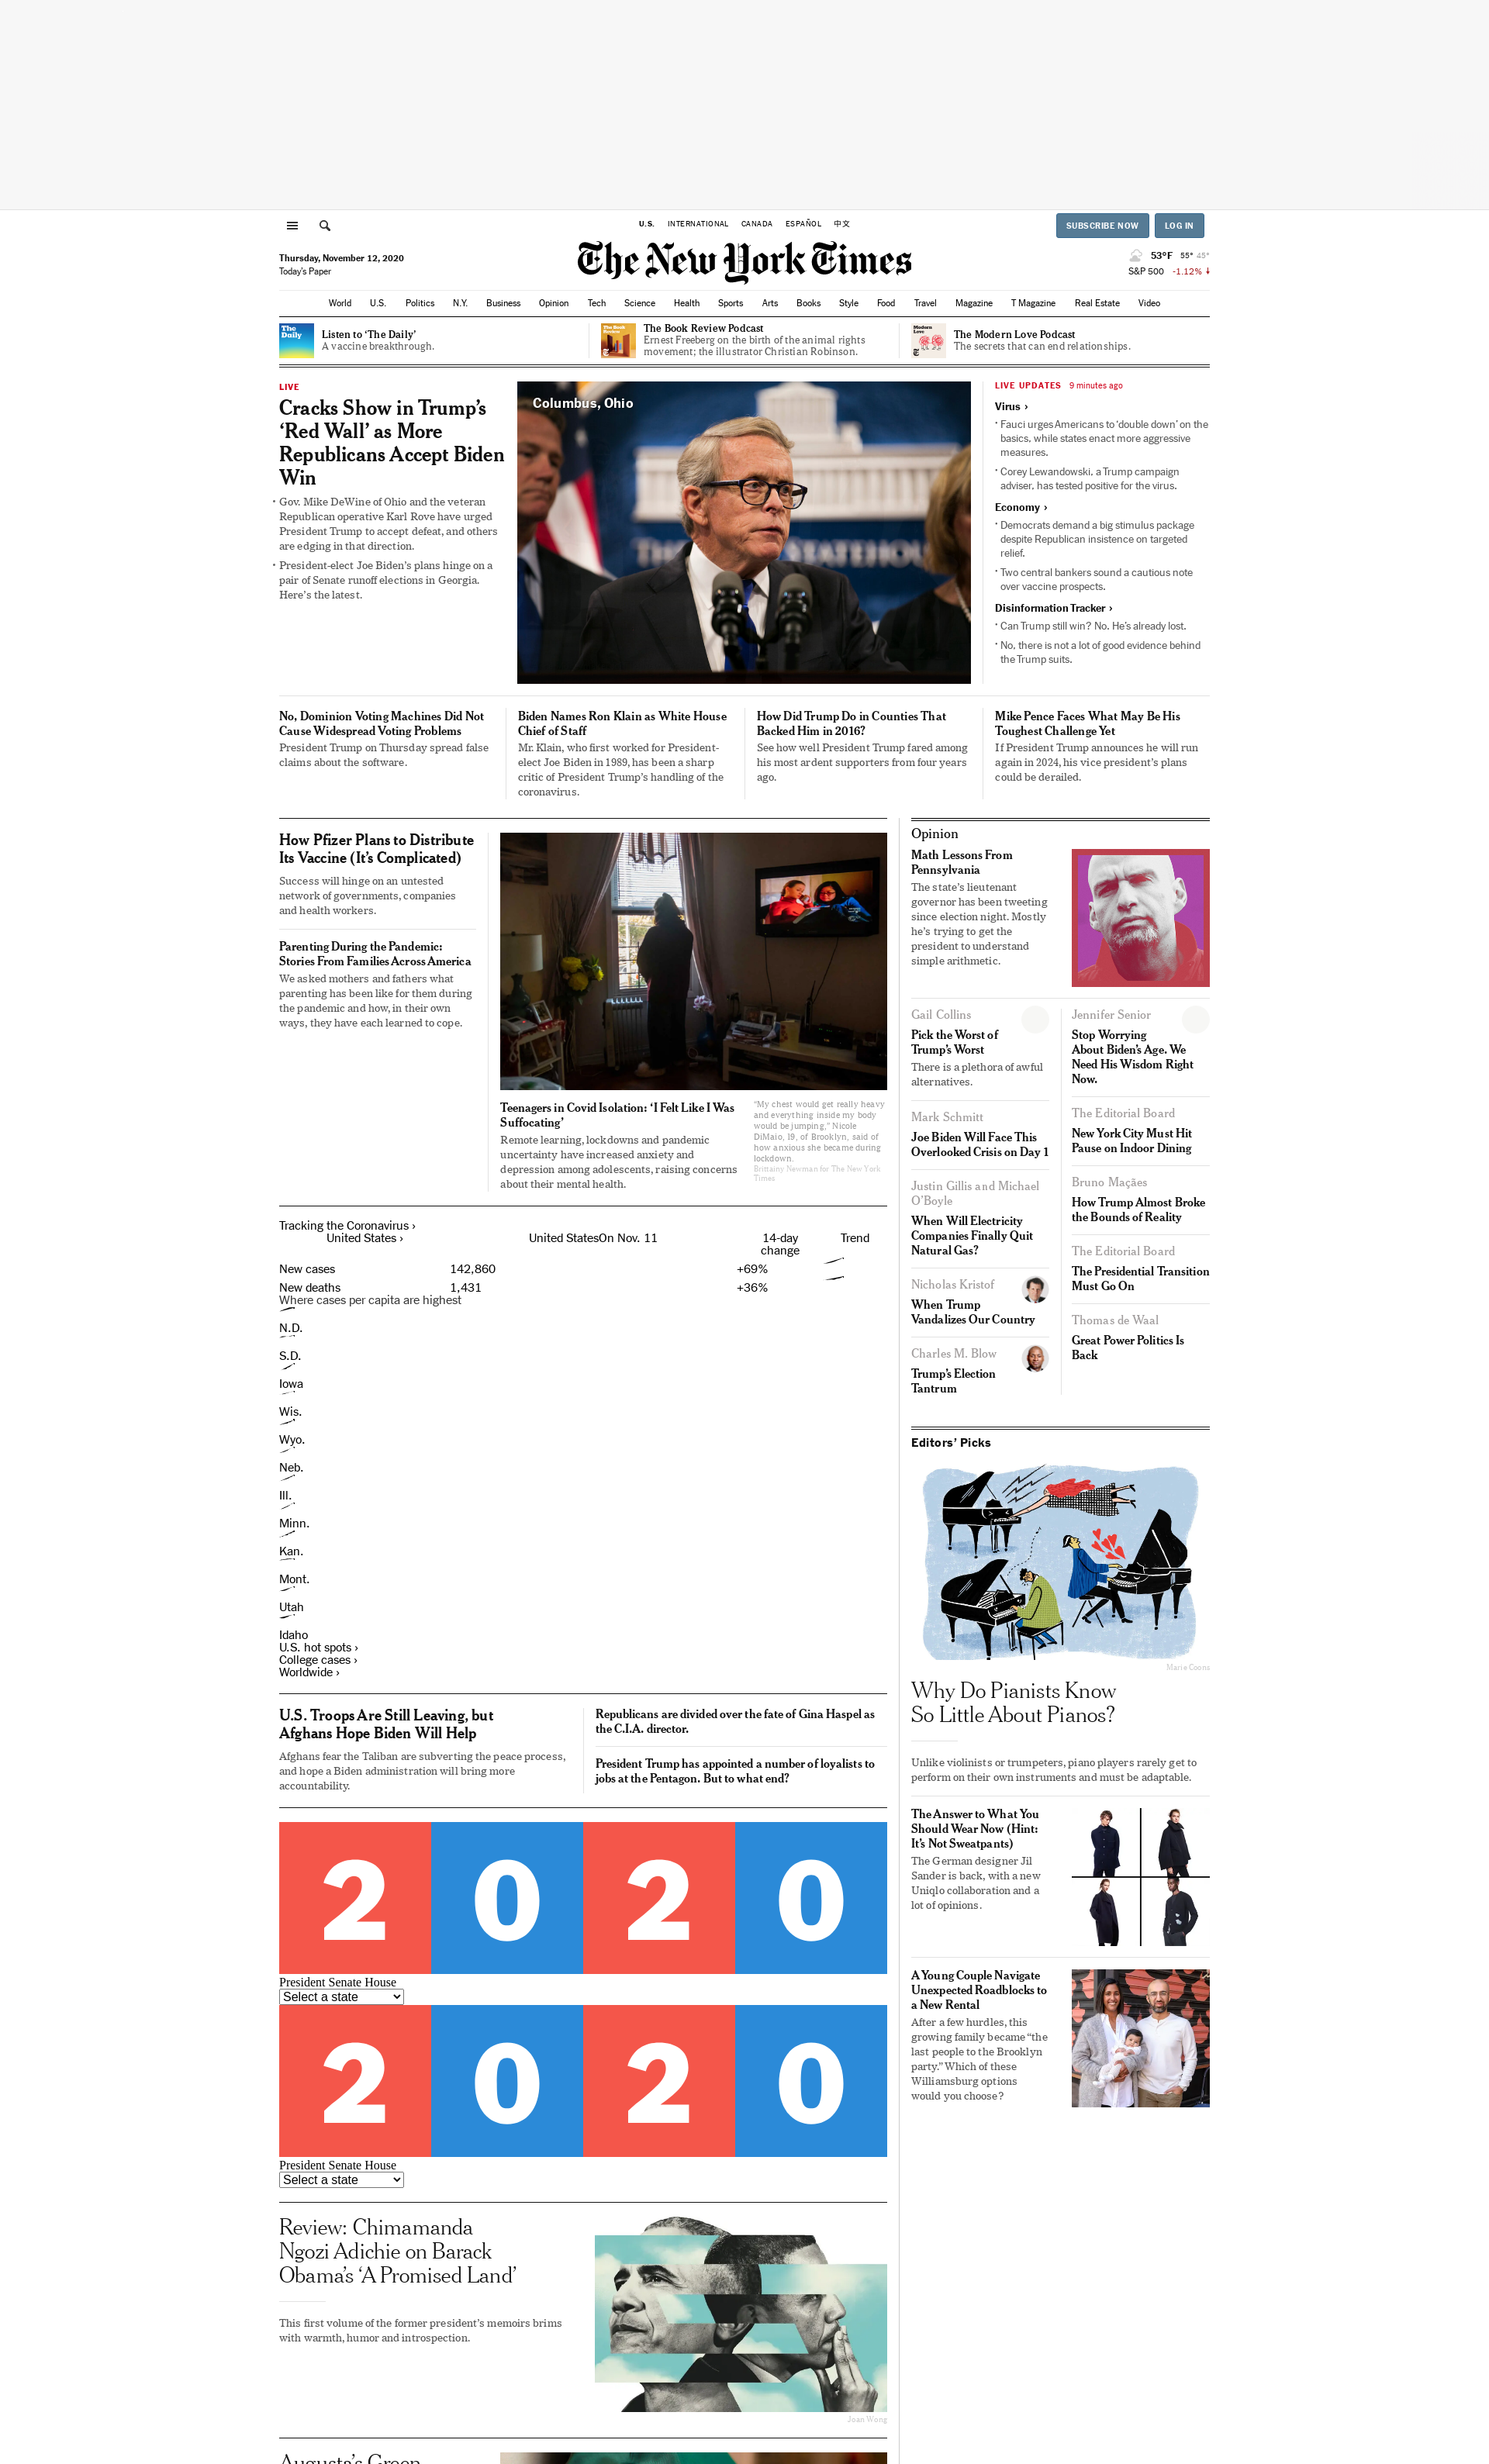 U.S. INTERNATIONAL CANADA ESPAÑOL 中文
SUBSCRIBE NOW LOG IN
Thursday, November 12, 2020
Today's Paper
The New York Times
53°F 55° 45°
S&P 500 -1.12%
World U.S. Politics N.Y. Business Opinion Tech Science Health Sports Arts Books Style Food Travel Magazine T Magazine Real Estate Video
The
Daily
Listen to ‘The Daily’
A vaccine breakthrough.
The Book
Review
The Book Review Podcast
Ernest Freeberg on the birth of the animal rights
movement; the illustrator Christian Robinson.
Modern
Love
The Modern Love Podcast
The secrets that can end relationships.
LIVE
Cracks Show in Trump’s
‘Red Wall’ as More
Republicans Accept Biden
Win
Gov. Mike DeWine of Ohio and the veteran
Republican operative Karl Rove have urged
President Trump to accept defeat, and others
are edging in that direction.
President-elect Joe Biden’s plans hinge on a
pair of Senate runoff elections in Georgia.
Here’s the latest.
Columbus, Ohio
LIVE UPDATES 9 minutes ago
Virus ›
Fauci urges Americans to ‘double down’ on the
basics, while states enact more aggressive
measures.
Corey Lewandowski, a Trump campaign
adviser, has tested positive for the virus.
Economy ›
Democrats demand a big stimulus package
despite Republican insistence on targeted
relief.
Two central bankers sound a cautious note
over vaccine prospects.
Disinformation Tracker ›
Can Trump still win? No. He’s already lost.
No, there is not a lot of good evidence behind
the Trump suits.
No, Dominion Voting Machines Did Not
Cause Widespread Voting Problems
President Trump on Thursday spread false
claims about the software.
Biden Names Ron Klain as White House
Chief of Staff
Mr. Klain, who first worked for President-
elect Joe Biden in 1989, has been a sharp
critic of President Trump’s handling of the
coronavirus.
How Did Trump Do in Counties That
Backed Him in 2016?
See how well President Trump fared among
his most ardent supporters from four years
ago.
Mike Pence Faces What May Be His
Toughest Challenge Yet
If President Trump announces he will run
again in 2024, his vice president’s plans
could be derailed.
How Pfizer Plans to Distribute
Its Vaccine (It’s Complicated)
Success will hinge on an untested
network of governments, companies
and health workers.
Parenting During the Pandemic:
Stories From Families Across America
We asked mothers and fathers what
parenting has been like for them during
the pandemic and how, in their own
ways, they have each learned to cope.
Teenagers in Covid Isolation: ‘I Felt Like I Was
Suffocating’
Remote learning, lockdowns and pandemic
uncertainty have increased anxiety and
depression among adolescents, raising concerns
about their mental health.
“My chest would get really heavy
and everything inside my body
would be jumping,” Nicole
DiMaio, 19, of Brooklyn, said of
how anxious she became during
lockdown.
Brittainy Newman for The New York
Times
Tracking the Coronavirus ›
United States › United StatesOn Nov. 11 14-day
change Trend
New cases 142,860 +69%
New deaths 1,431 +36%
Where cases per capita are highest
N.D.
S.D.
Iowa
Wis.
Wyo.
Neb.
Ill.
Minn.
Kan.
Mont.
Utah
Idaho
U.S. hot spots ›
College cases ›
Worldwide ›
U.S. Troops Are Still Leaving, but
Afghans Hope Biden Will Help
Afghans fear the Taliban are subverting the peace process,
and hope a Biden administration will bring more
accountability.
Republicans are divided over the fate of Gina Haspel as
the C.I.A. director.
President Trump has appointed a number of loyalists to
jobs at the Pentagon. But to what end?
2020
President Senate House
Select a state
2020
President Senate House
Select a state
Review: Chimamanda
Ngozi Adichie on Barack
Obama’s ‘A Promised Land’
This first volume of the former president’s memoirs brims
with warmth, humor and introspection.
Joan Wong
Augusta’s Green
Opinion
Math Lessons From
Pennsylvania
The state’s lieutenant
governor has been tweeting
since election night. Mostly
he’s trying to get the
president to understand
simple arithmetic.
Gail Collins
Pick the Worst of
Trump’s Worst
There is a plethora of awful
alternatives.
Mark Schmitt
Joe Biden Will Face This
Overlooked Crisis on Day 1
Justin Gillis and Michael
O’Boyle
When Will Electricity
Companies Finally Quit
Natural Gas?
Nicholas Kristof
When Trump
Vandalizes Our Country
Charles M. Blow
Trump’s Election
Tantrum
Jennifer Senior
Stop Worrying
About Biden’s Age. We
Need His Wisdom Right
Now.
The Editorial Board
New York City Must Hit
Pause on Indoor Dining
Bruno Maçães
How Trump Almost Broke
the Bounds of Reality
The Editorial Board
The Presidential Transition
Must Go On
Thomas de Waal
Great Power Politics Is
Back
Editors’ Picks
Marie Coons
Why Do Pianists Know
So Little About Pianos?
Unlike violinists or trumpeters, piano players rarely get to
perform on their own instruments and must be adaptable.
The Answer to What You
Should Wear Now (Hint:
It’s Not Sweatpants)
The German designer Jil
Sander is back, with a new
Uniqlo collaboration and a
lot of opinions.
A Young Couple Navigate
Unexpected Roadblocks to
a New Rental
After a few hurdles, this
growing family became “the
last people to the Brooklyn
party.” Which of these
Williamsburg options
would you choose?